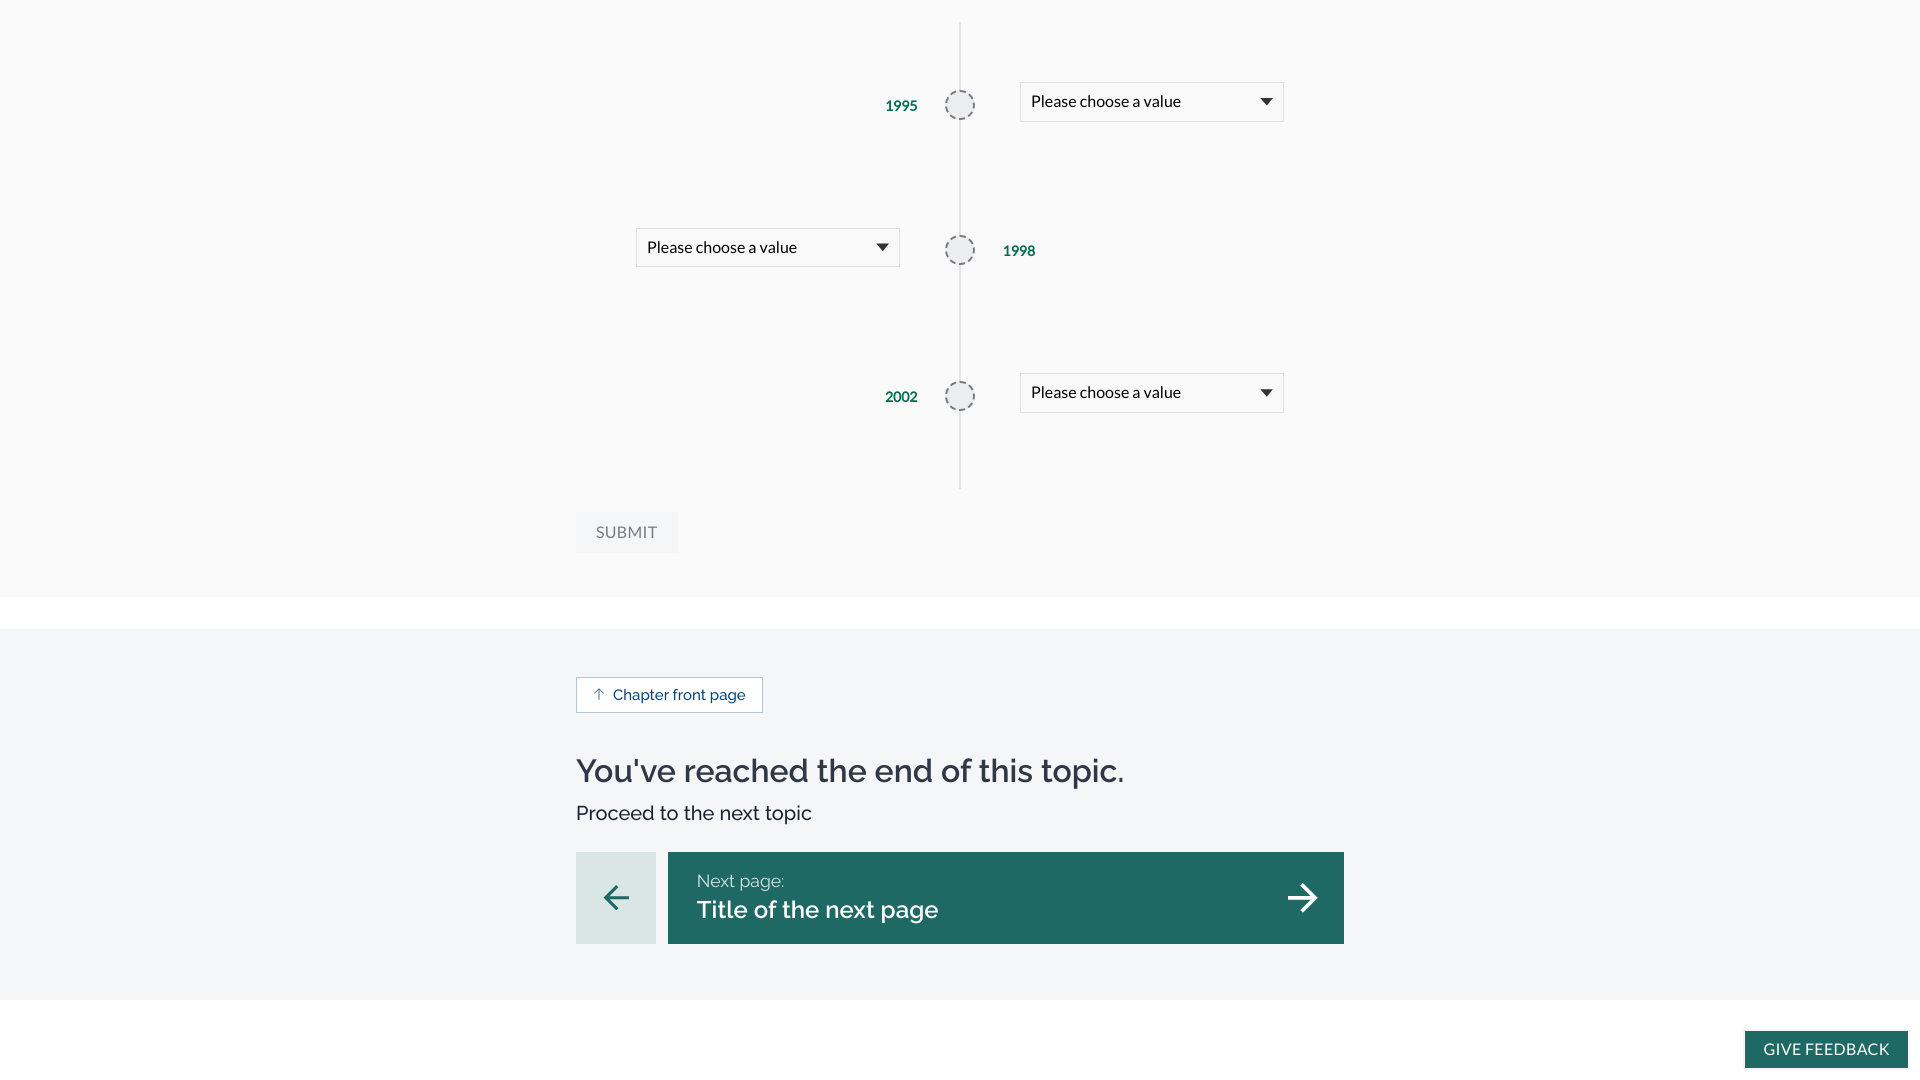 1995
Please choose a value
Please choose a value
1998
2002
Please choose a value
SUBMIT
Chapter front page
You've reached the end of this topic.
Proceed to the next topic
Next page:
Title of the next page
GIVE FEEDBACK